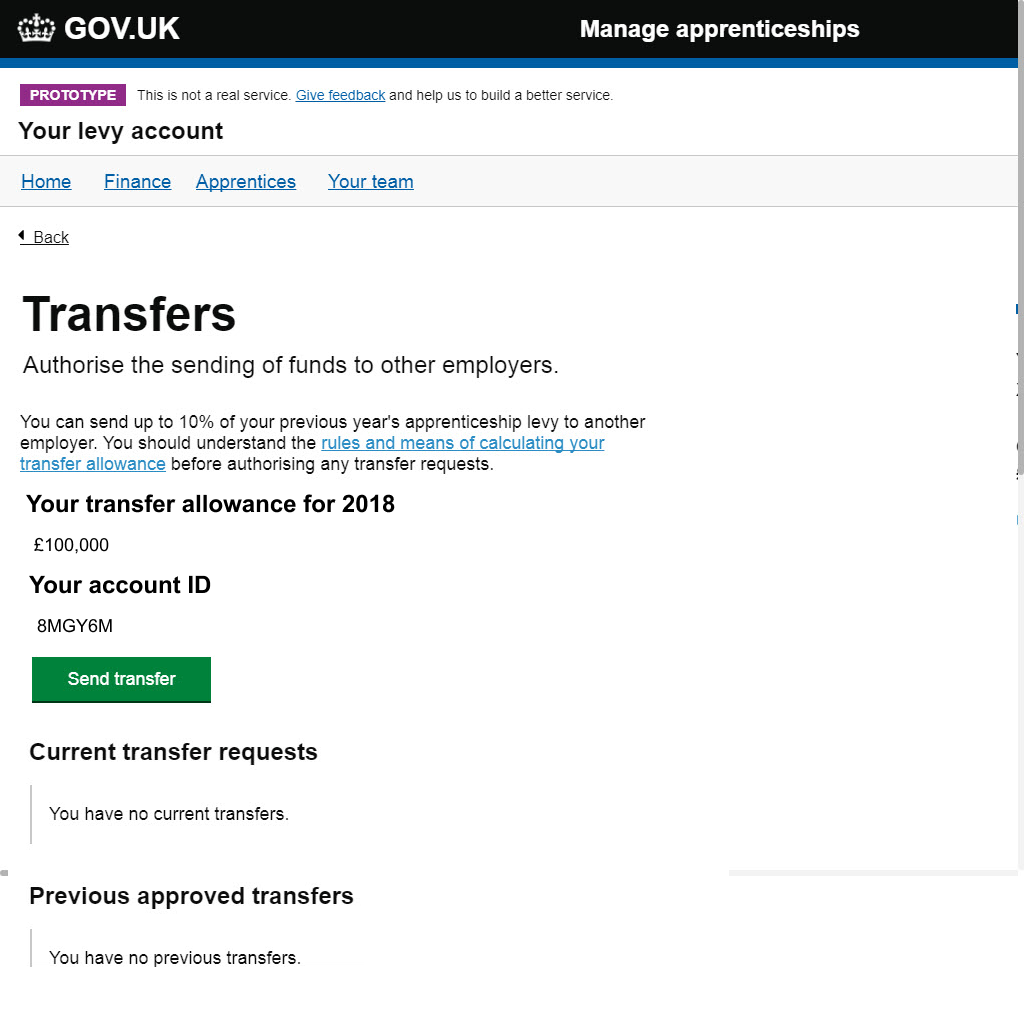 GOV.UK
Manage apprenticeships
PROTOTYPE This is not a real service. Give feedback and help us to build a better service.
Your levy account
Home Finance Apprentices Your team
Back
Transfers
Authorise the sending of funds to other employers.
You can send up to 10% of your previous year's apprenticeship levy to another
employer. You should understand the rules and means of calculating your
transfer allowance before authorising any transfer requests.
Your transfer allowance for 2018
£100,000
Your account ID
8MGY6M
Send transfer
Current transfer requests
You have no current transfers.
Previous approved transfers
You have no previous transfers.